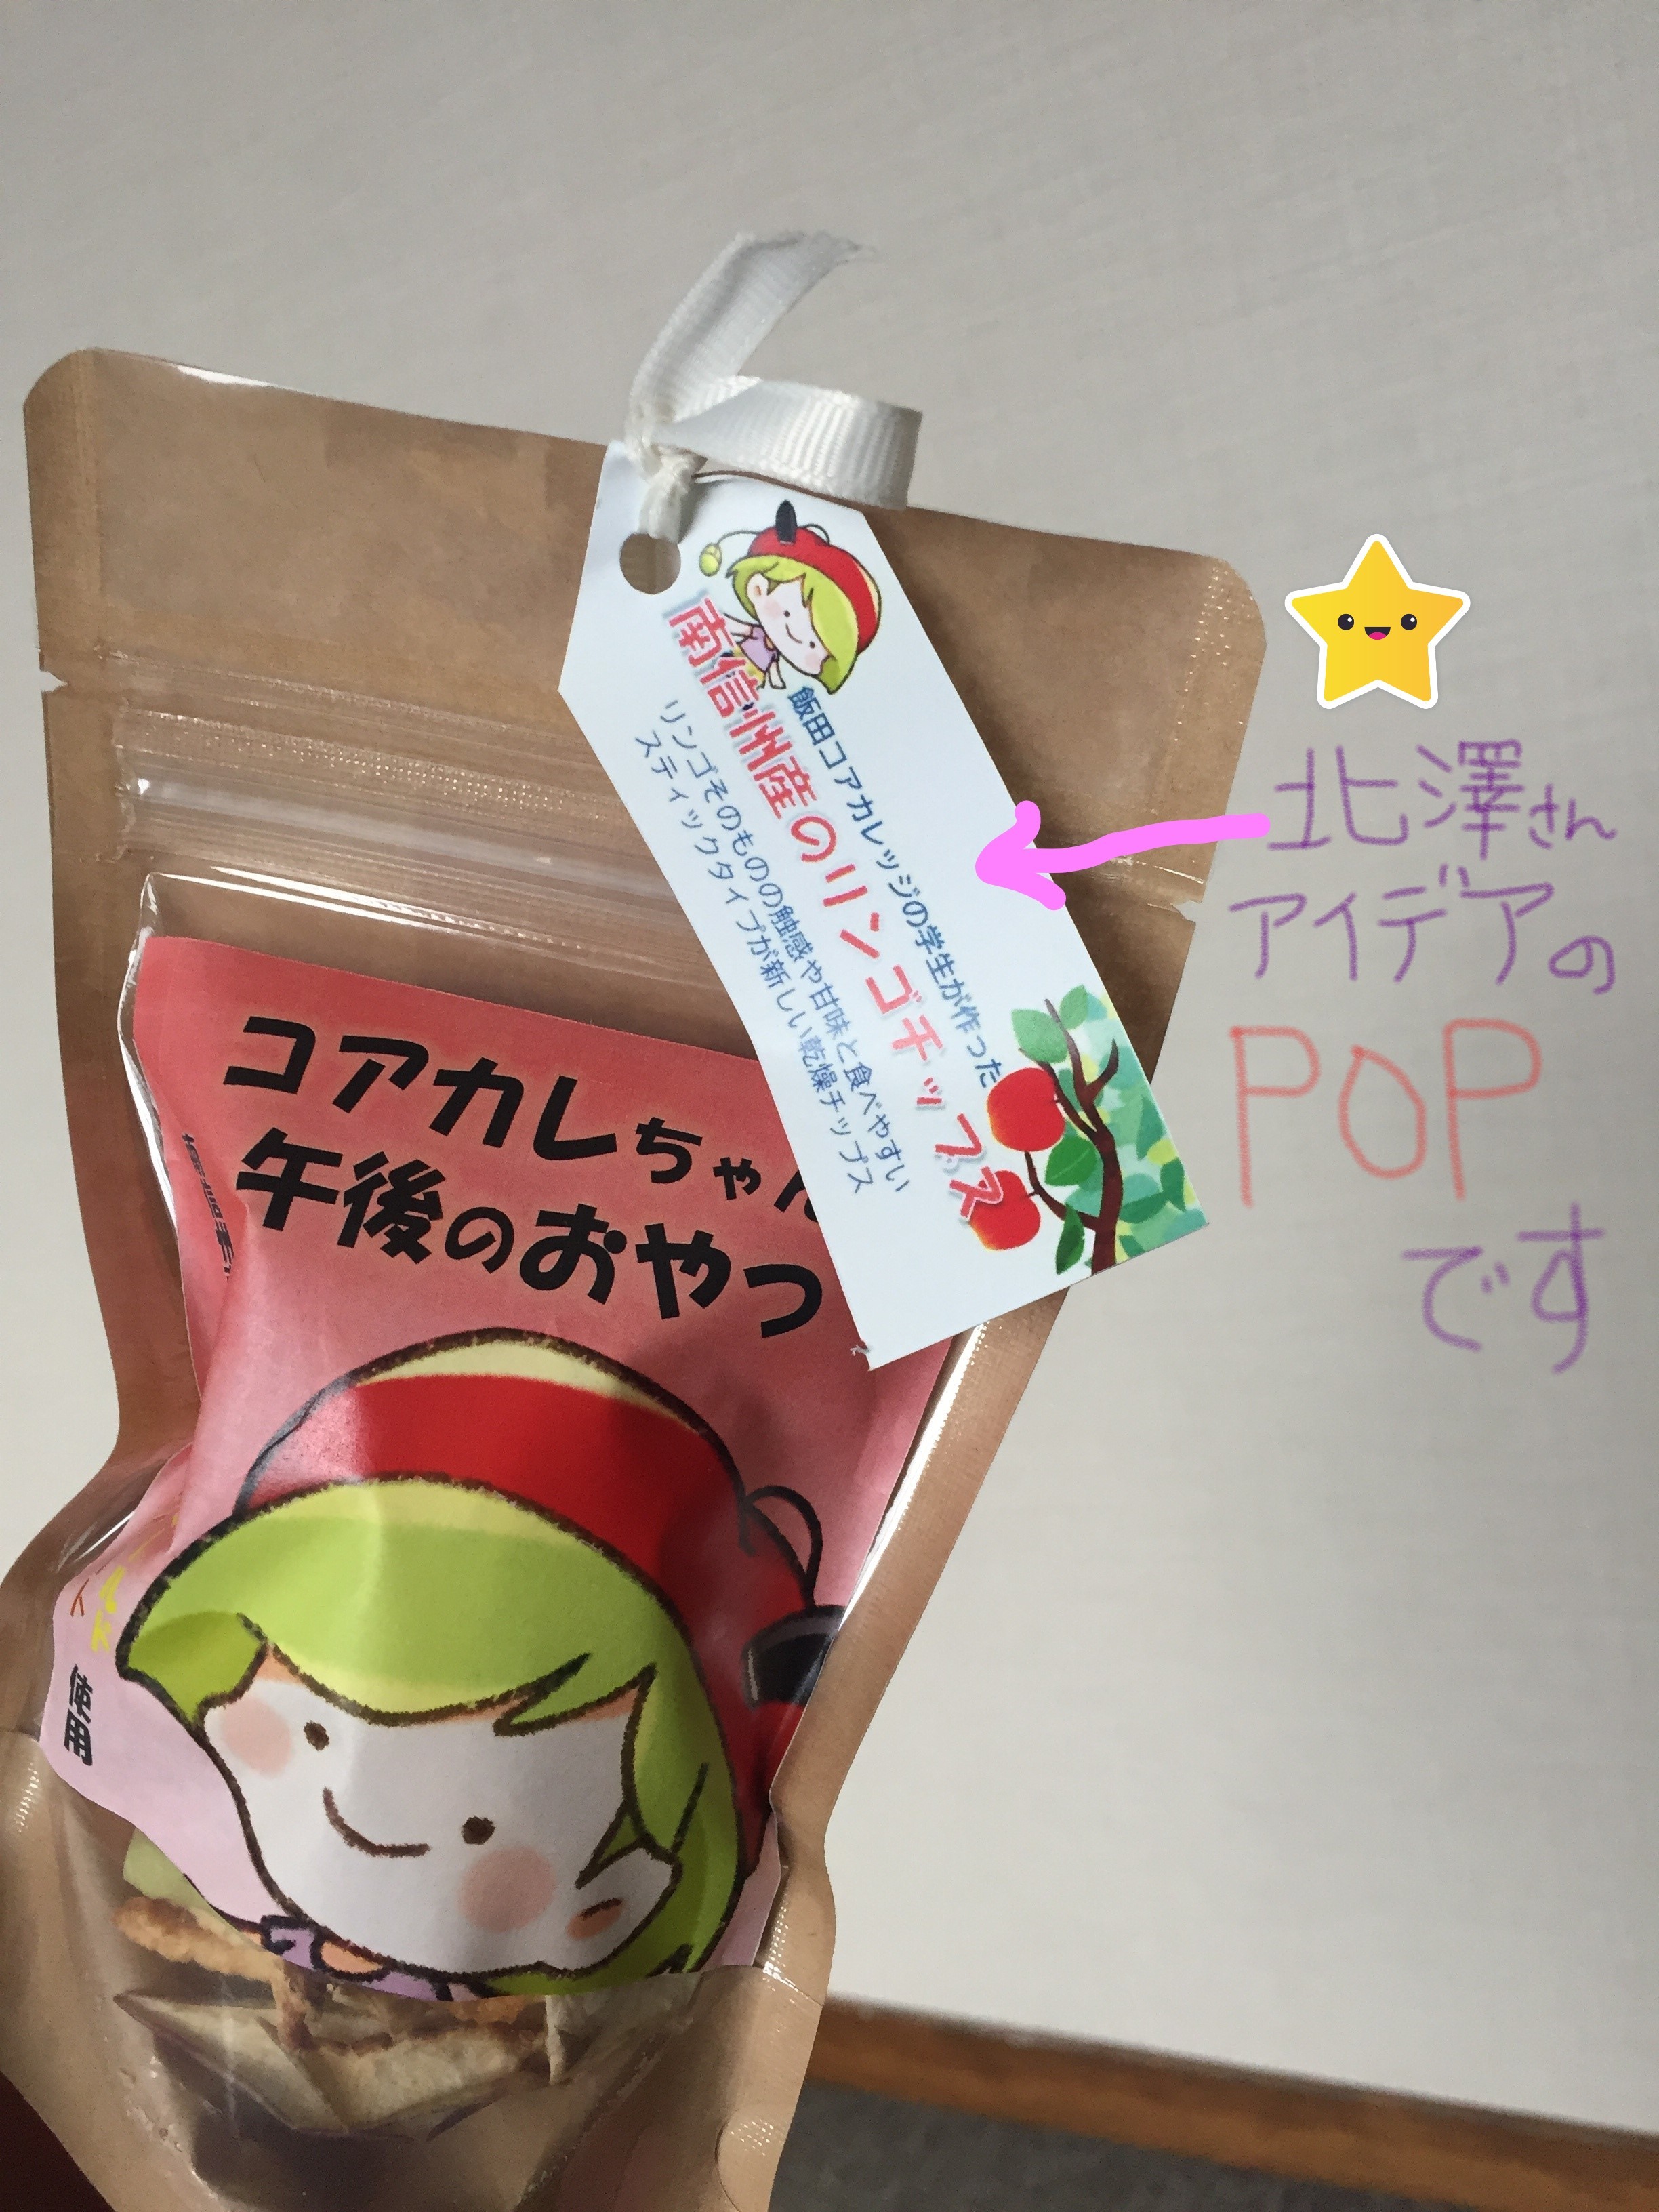 飯田コアカレッジの学生が作った
南信州産のリンゴチップス
リンゴそのものの触感や甘味と食べやすい
スティックタイプが新しい乾燥チップス
北澤さん
アイデアの
POP
です
コアカレちゃん
午後のおやつ
使用